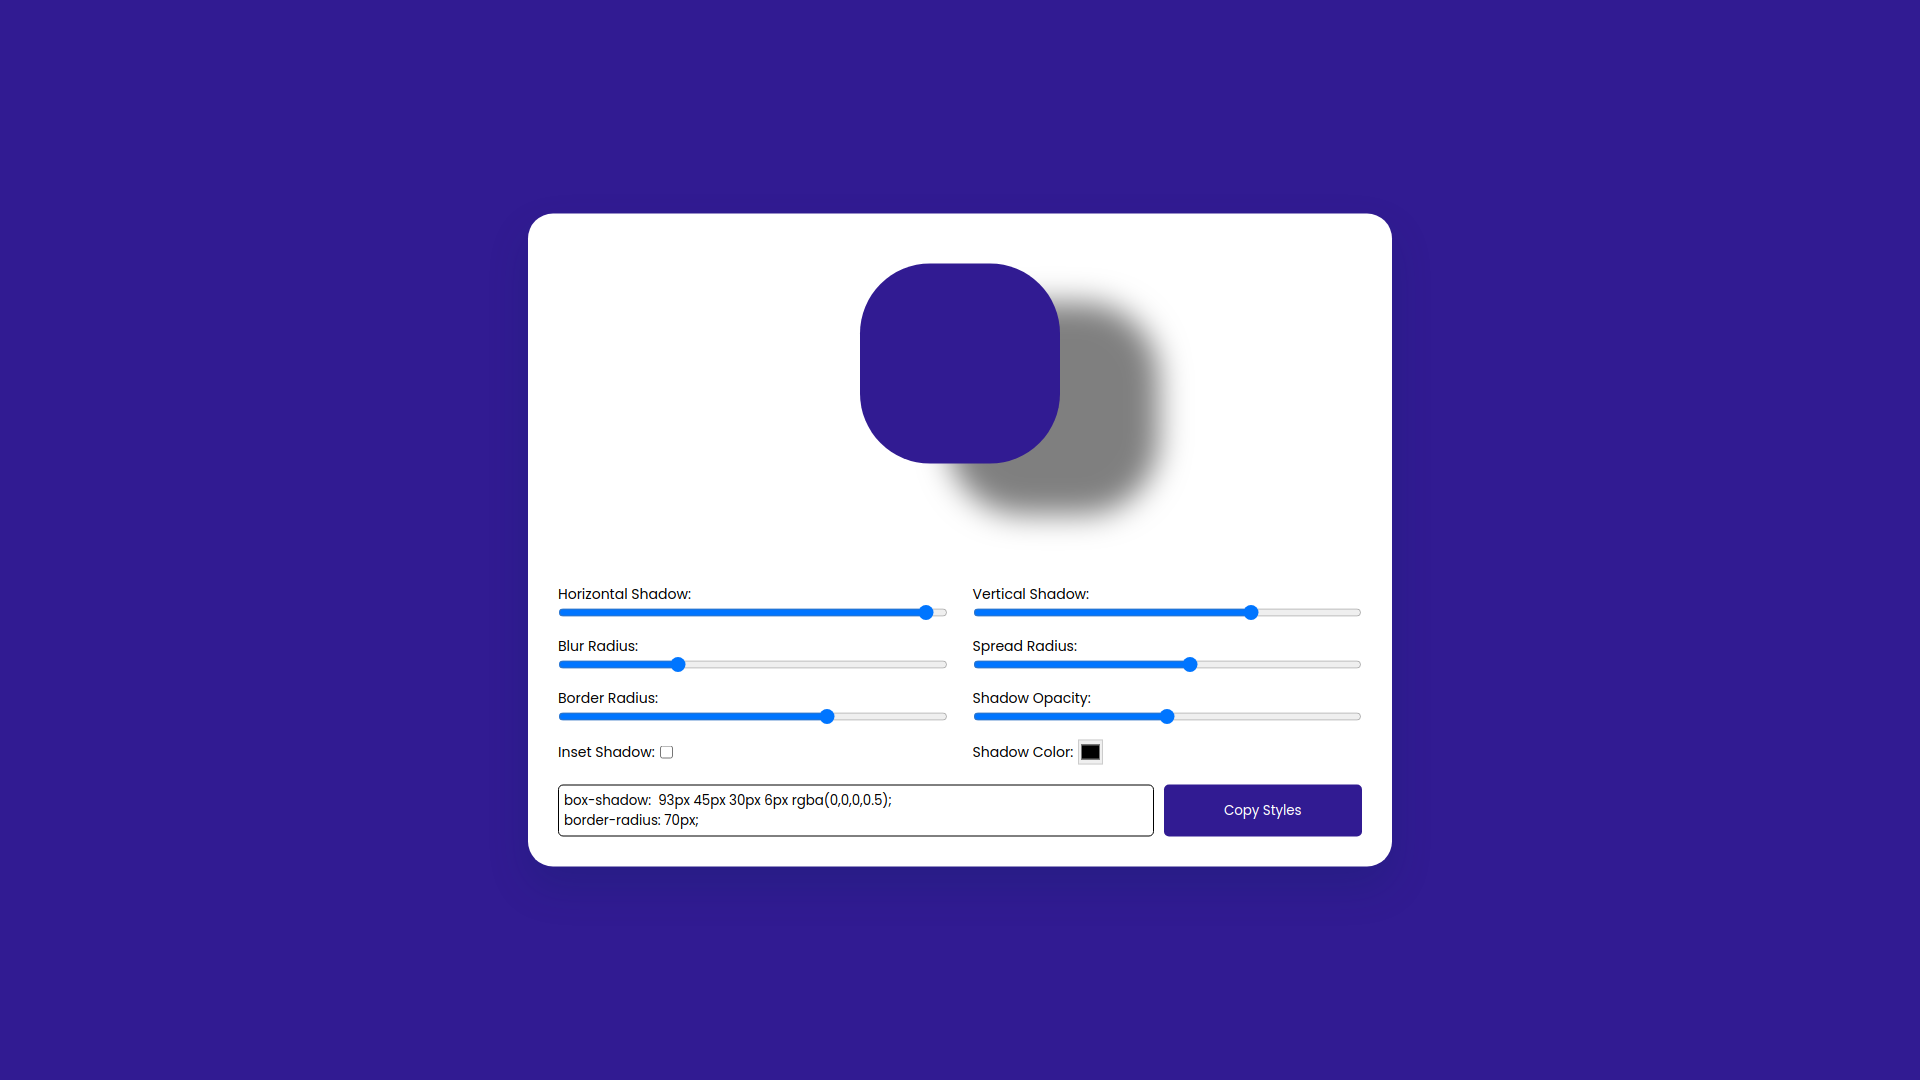 Horizontal Shadow:
Vertical Shadow:
Blur Radius:
Spread Radius:
Border Radius:
Shadow Opacity:
Inset Shadow:
Shadow Color:
box-shadow:  93px 45px 30px 6px rgba(0,0,0,0.5);
border-radius: 70px;
Copy Styles